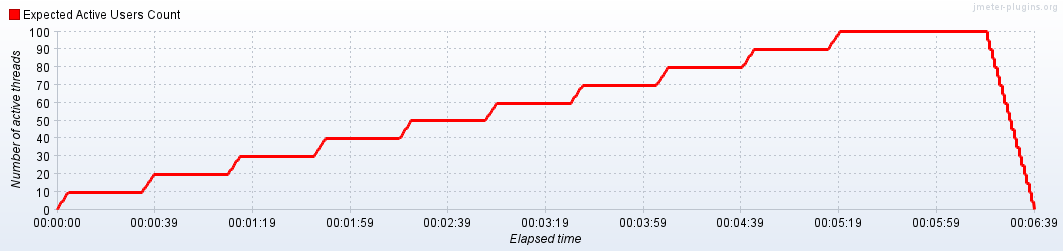 jmeter-plugins.org
Expected Active Users Count
Number of active threads
100
90
80
70
60
50
40
30
20
10
0
00:00:00 00:00:39 00:01:19 00:01:59 00:02:39 00:03:19 00:03:59 00:04:39 00:05:19 00:05:59 00:06:39
Elapsed time